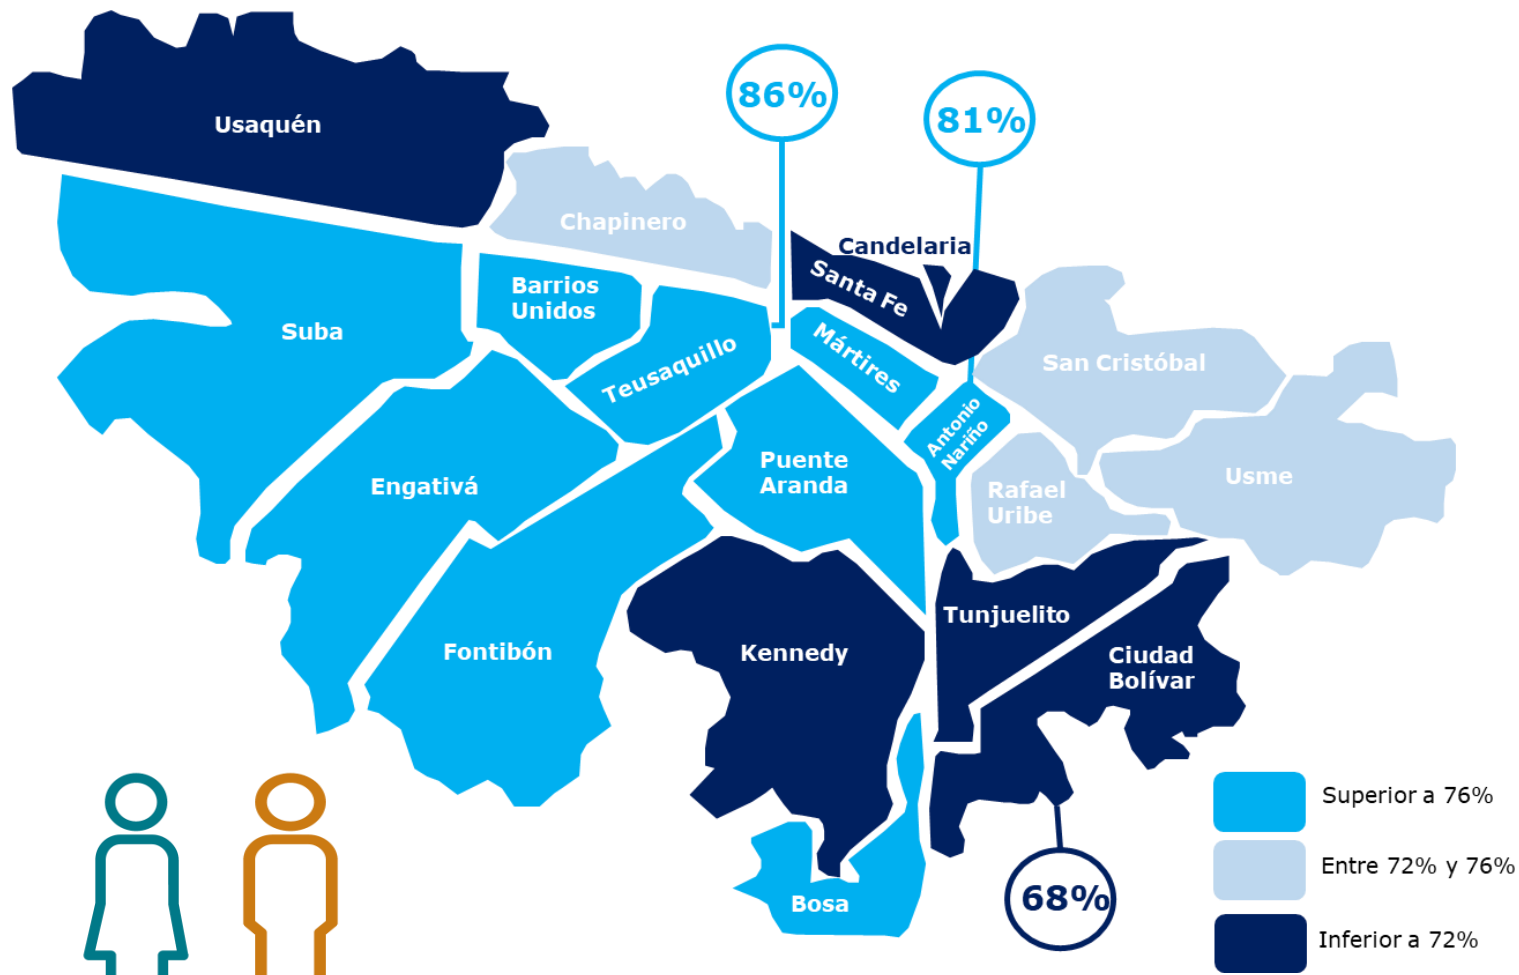 86%
81%
Usaquén
Chapinero
Candelaria
Santa Fe
Barrios
Unidos
Suba
Teusaquillo
Mártires
San Cristóbal
Antonio
Nariño
Puente
Aranda
Engativá
Rafael
Uribe
Usme
Fontibón
Kennedy
Tunjuelito
Ciudad
Bolívar
Bosa
68%
Superior a 76%
Entre 72% y 76%
Inferior a 72%